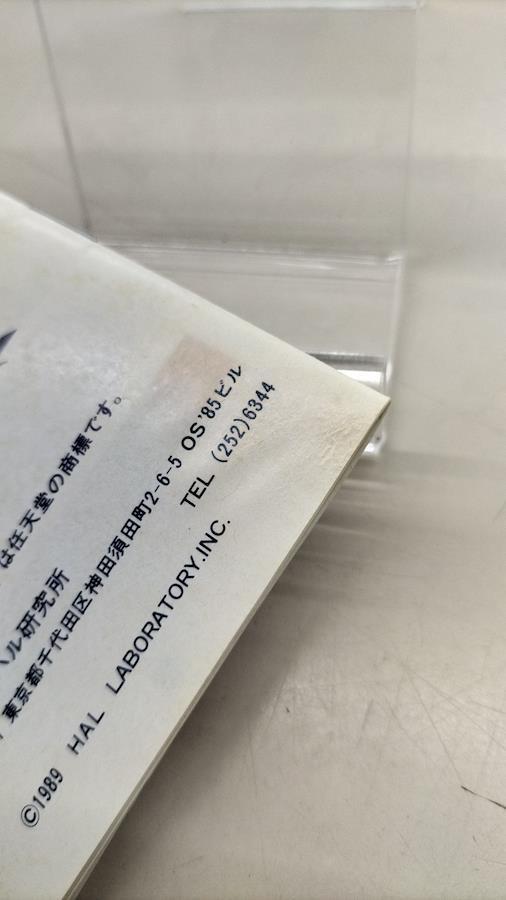 は任天堂の商標です。
ハル研究所
東京都千代田区神田須田町2-6-5 OS'85ビル
TEL (252)6344
©1989 HAL LABORATORY.INC.